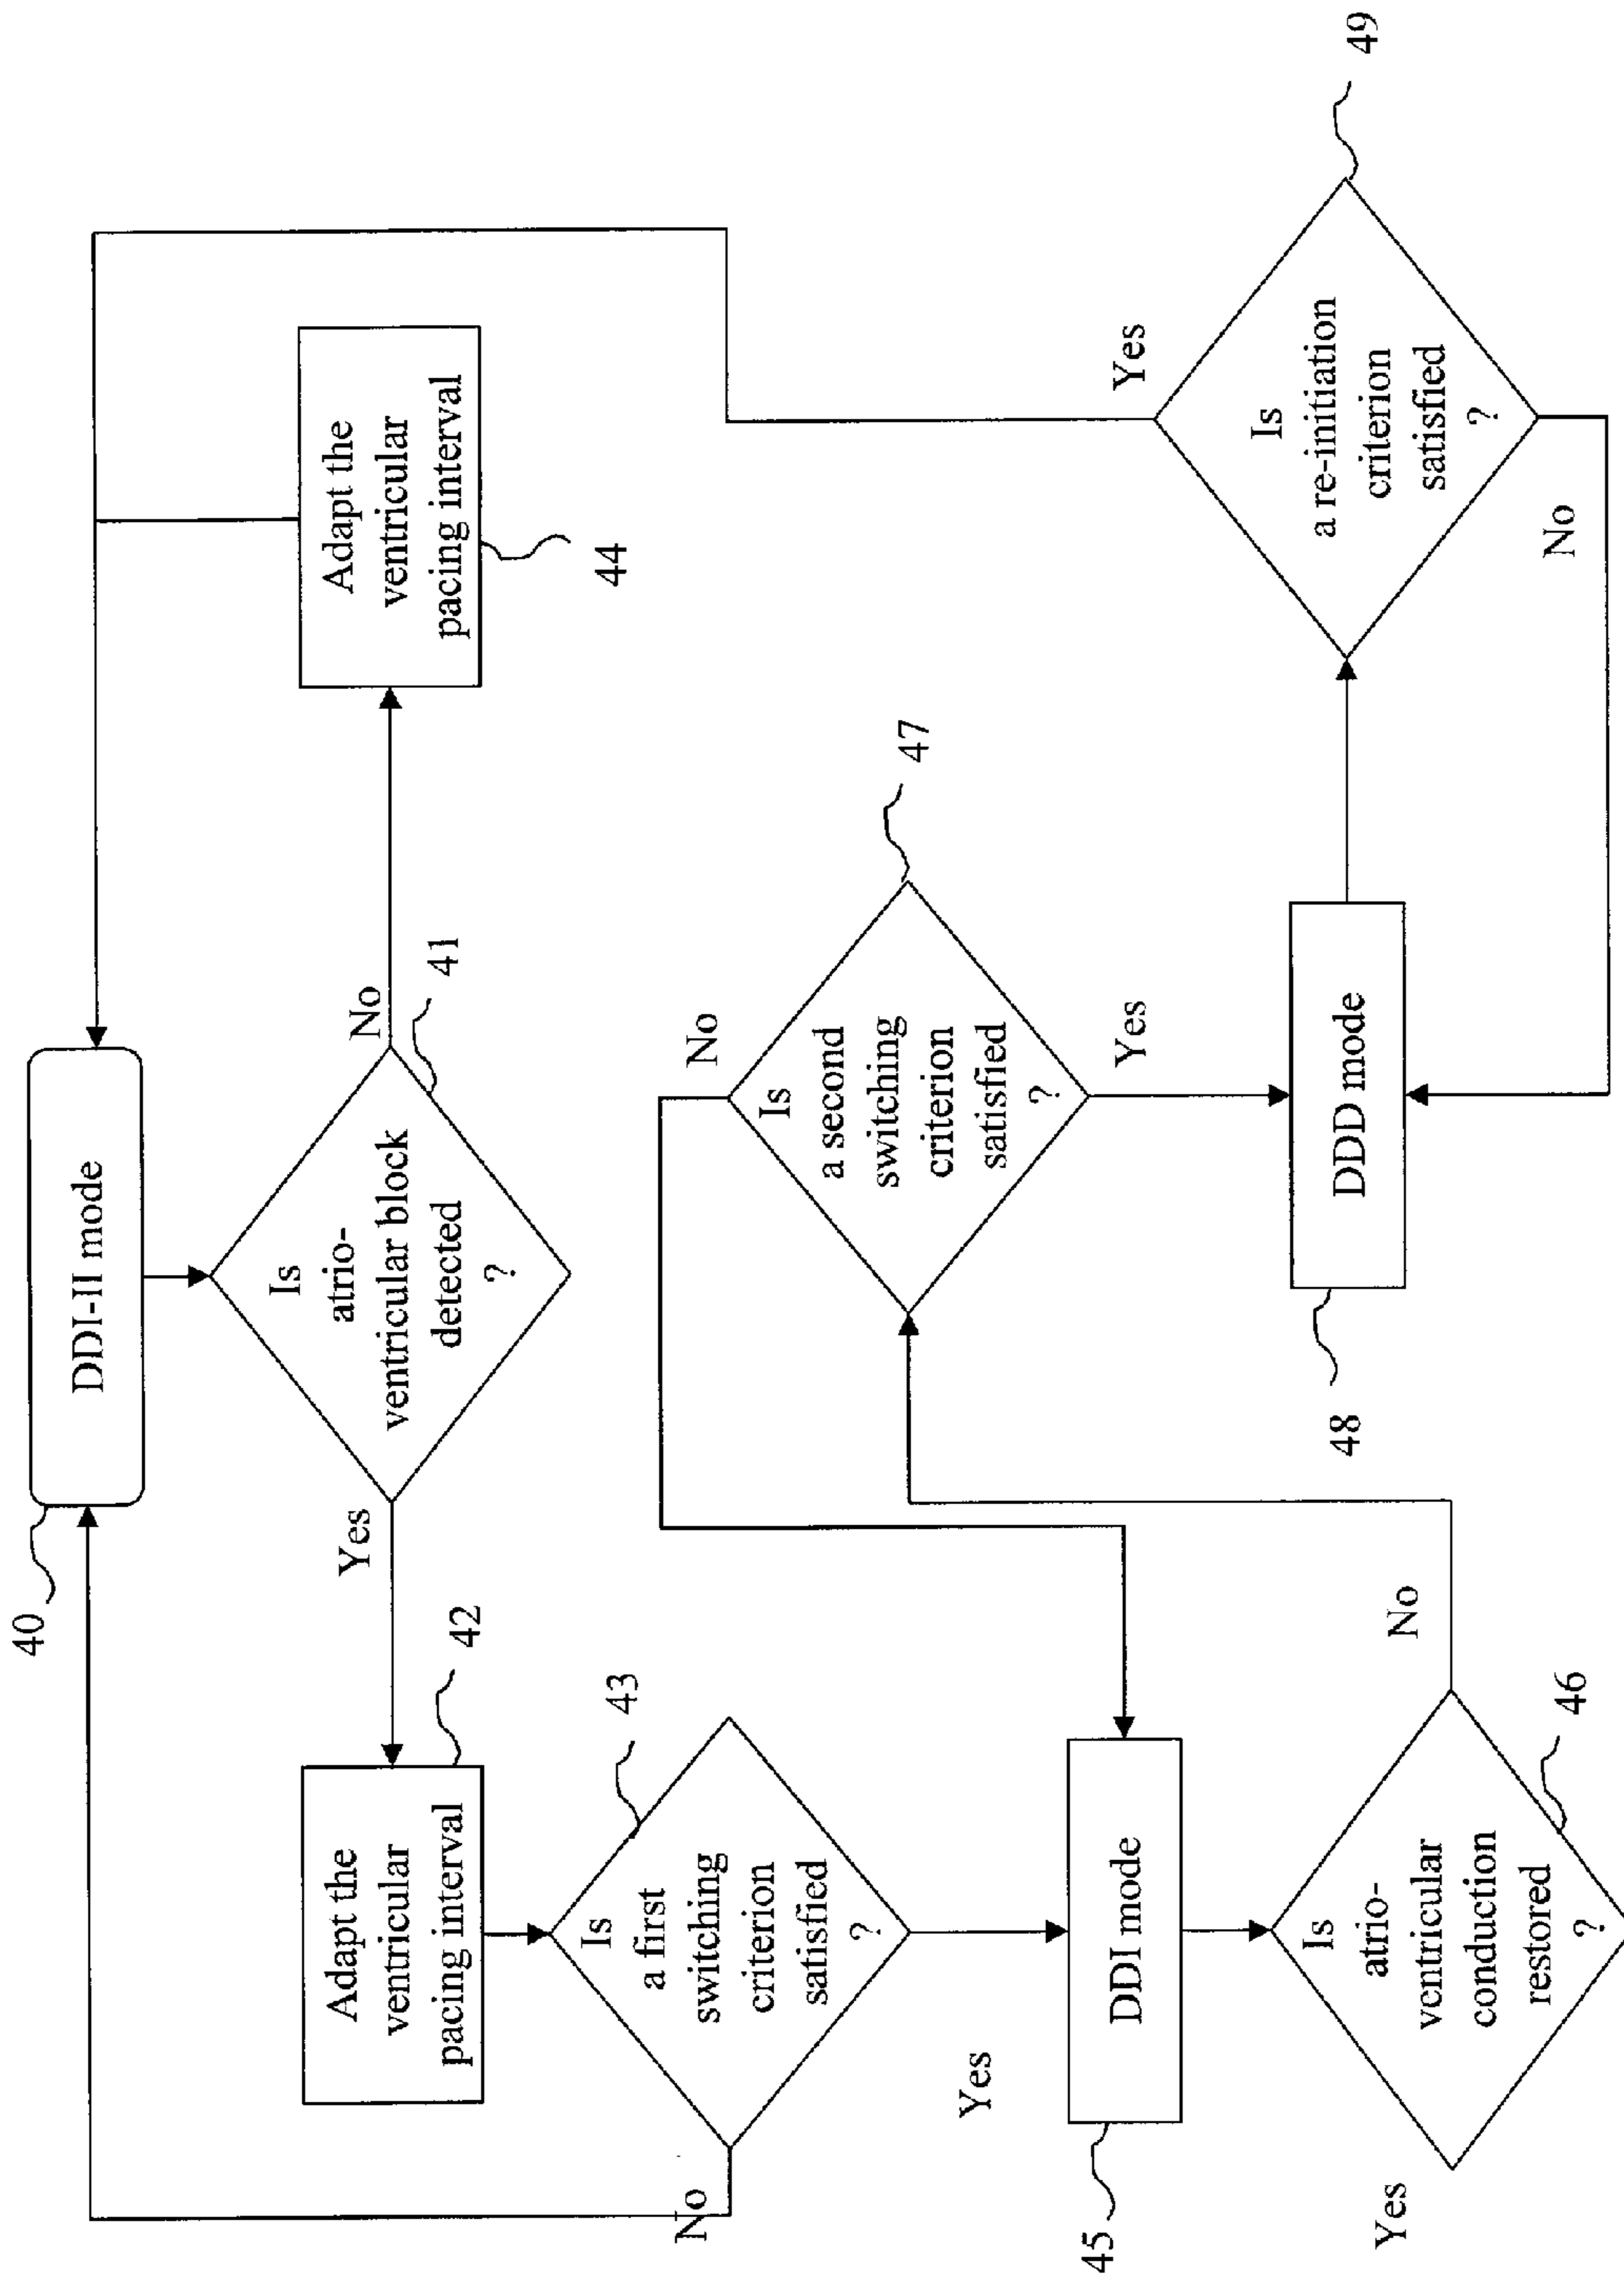 40
DDI-II mode
Is
atrio-
ventricular block
detected
?
41
Yes
No
42
Adapt the
ventricular
pacing interval
Adapt the
ventricular
pacing interval
44
43
Is
a first
switching
criterion
satisfied
?
No
Yes
45
DDI mode
Is
atrio-
ventricular
conduction
restored
?
46
Yes
No
47
Is
a second
switching
criterion
satisfied
?
No
Yes
48
DDD mode
49
Is
a re-initiation
criterion
satisfied
?
Yes
No